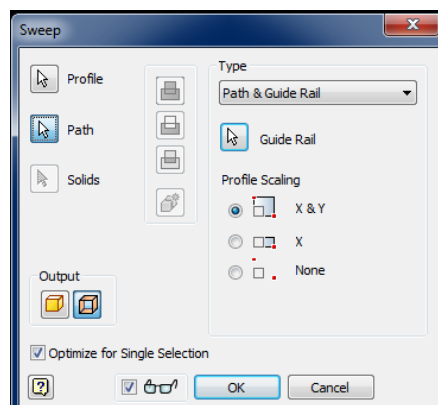 Sweep
Profile
Path
Solids
Output
Type
Path & Guide Rail
Guide Rail
Profile Scaling
X & Y
X
None
Optimize for Single Selection
?
OK
Cancel